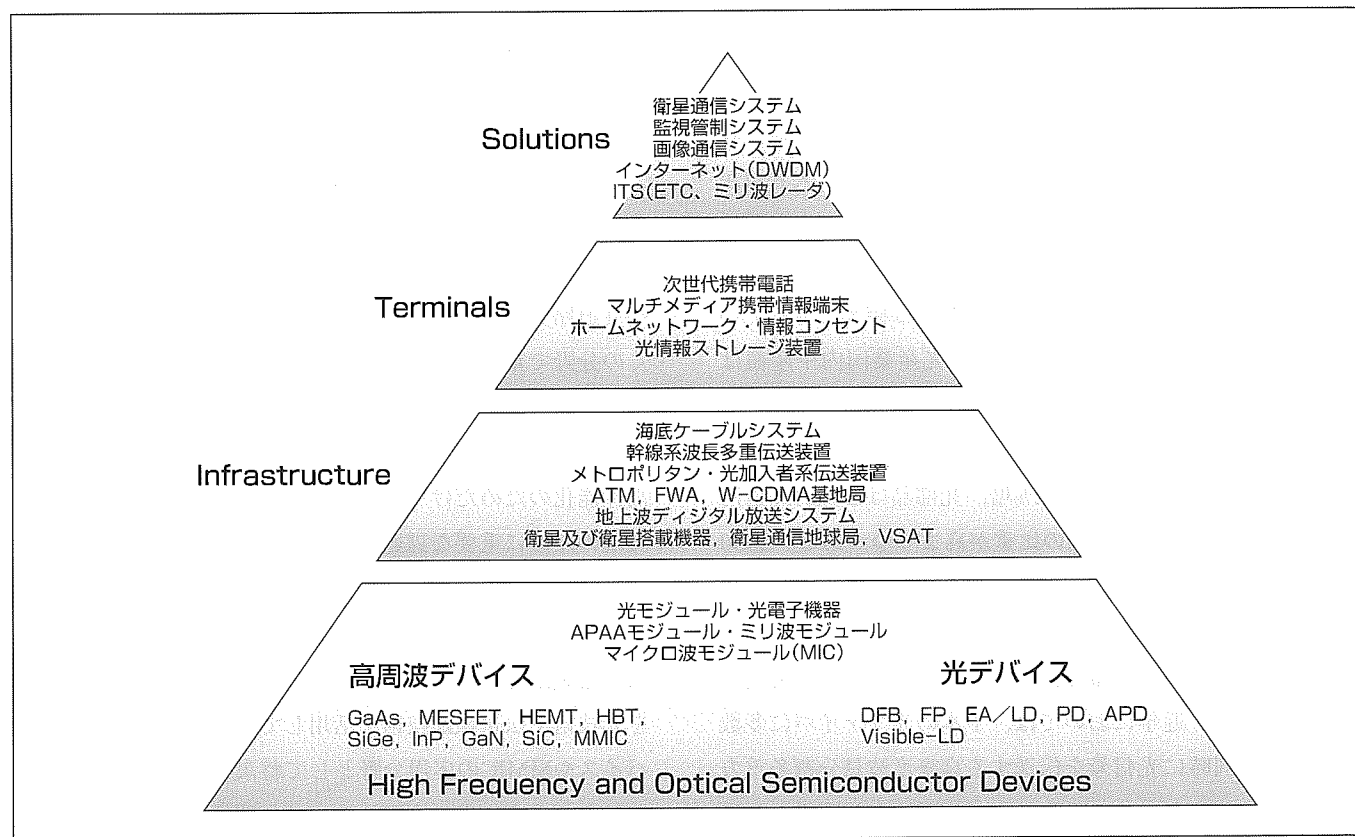 Solutions
衛星通信システム
監視管制システム
画像通信システム
インターネット(DWDM)
ITS(ETC、ミリ波レーダ)
Terminals
次世代携帯電話
マルチメディア携帯情報端末
ホームネットワーク・情報コンセント
光情報ストレージ装置
Infrastructure
海底ケーブルシステム
幹線系波長多重伝送装置
メトロポリタン・光加入者系伝送装置
ATM, FWA, W-CDMA基地局
地上波ディジタル放送システム
衛星及び衛星搭載機器, 衛星通信地球局, VSAT
光モジュール・光電子機器
APAAモジュール・ミリ波モジュール
マイクロ波モジュール(MIC)
高周波デバイス
GaAs, MESFET, HEMT, HBT,
SiGe, InP, GaN, SiC, MMIC
光デバイス
DFB, FP, EA/LD, PD, APD
Visible-LD
High Frequency and Optical Semiconductor Devices